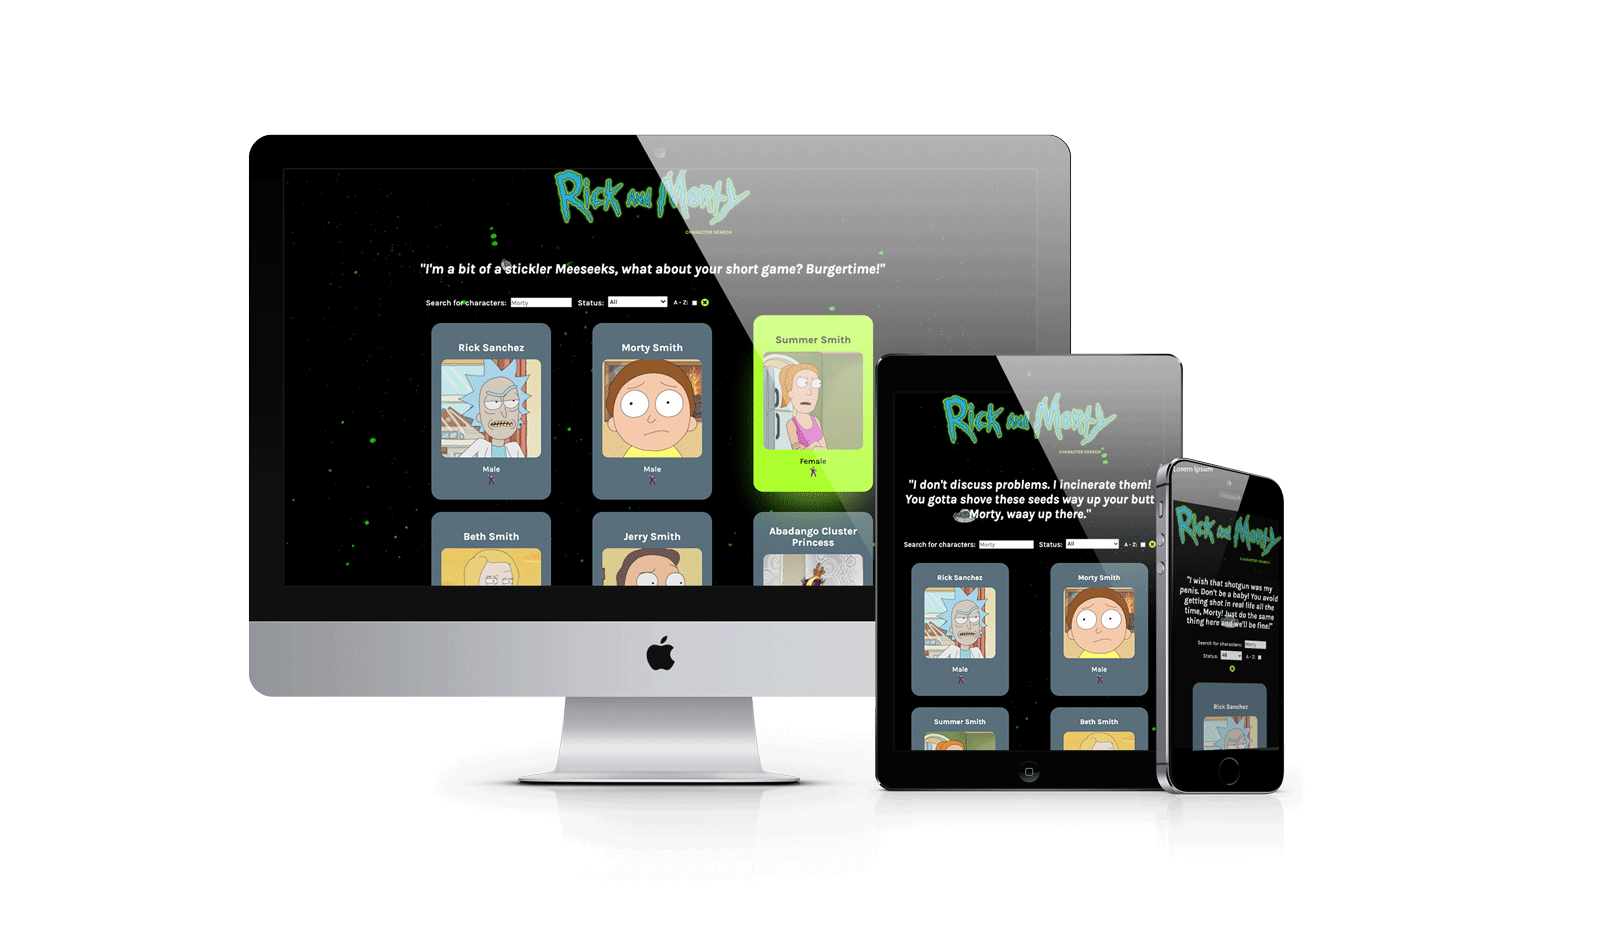 Rick and Morty
CHARACTER SEARCH
"I'm a bit of a stickler Meeseeks, what about your short game? Burgertime!"
Search for characters: Morty Status: All A - Z:
Rick Sanchez
Male
Morty Smith
Male
Summer Smith
Female
Beth Smith
Jerry Smith
Abadango Cluster
Princess
Rick and Morty
CHARACTER SEARCH
"I don't discuss problems. I incinerate them!
You gotta shove these seeds way up your butt
Morty, waay up there."
Search for characters: Morty Status: All A - Z:
Rick Sanchez
Male
Morty Smith
Male
Summer Smith
Beth Smith
Lorem Ipsum
Rick and Morty
CHARACTER SEARCH
"I wish that shotgun was my
penis. Don't be a baby! You avoid
getting shot in real life all the
time, Morty! Just do the same
thing here and we'll be fine!"
Search for characters: Morty
Status: All A - Z:
Rick Sanchez